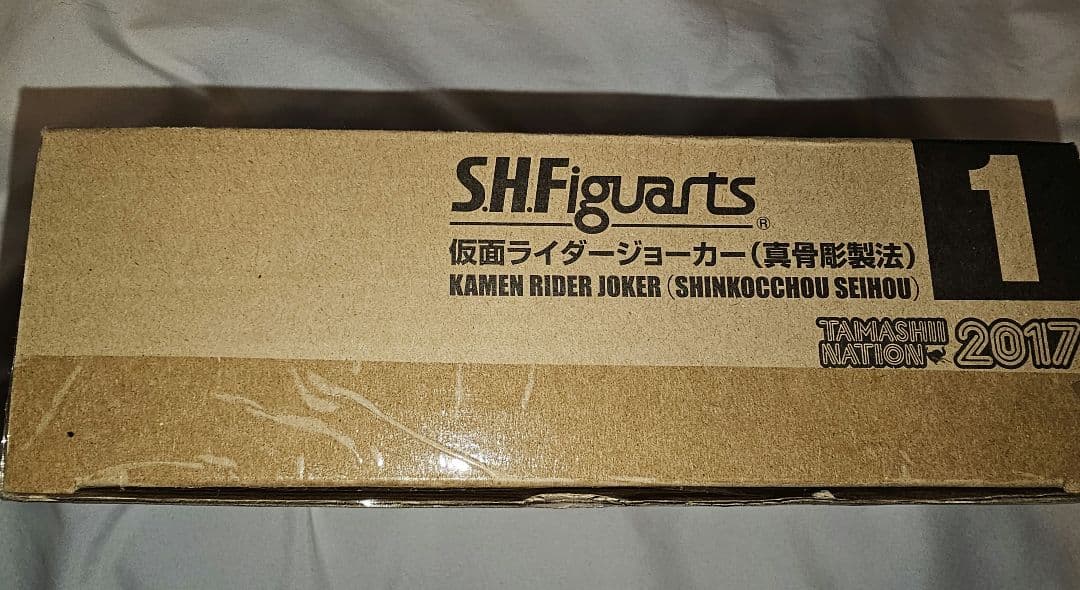 S.H.Figuarts®
仮面ライダージョーカー(真骨彫製法)
KAMEN RIDER JOKER (SHINKOCCHOU SEIHOU)
1
TAMASHII NATION 2017